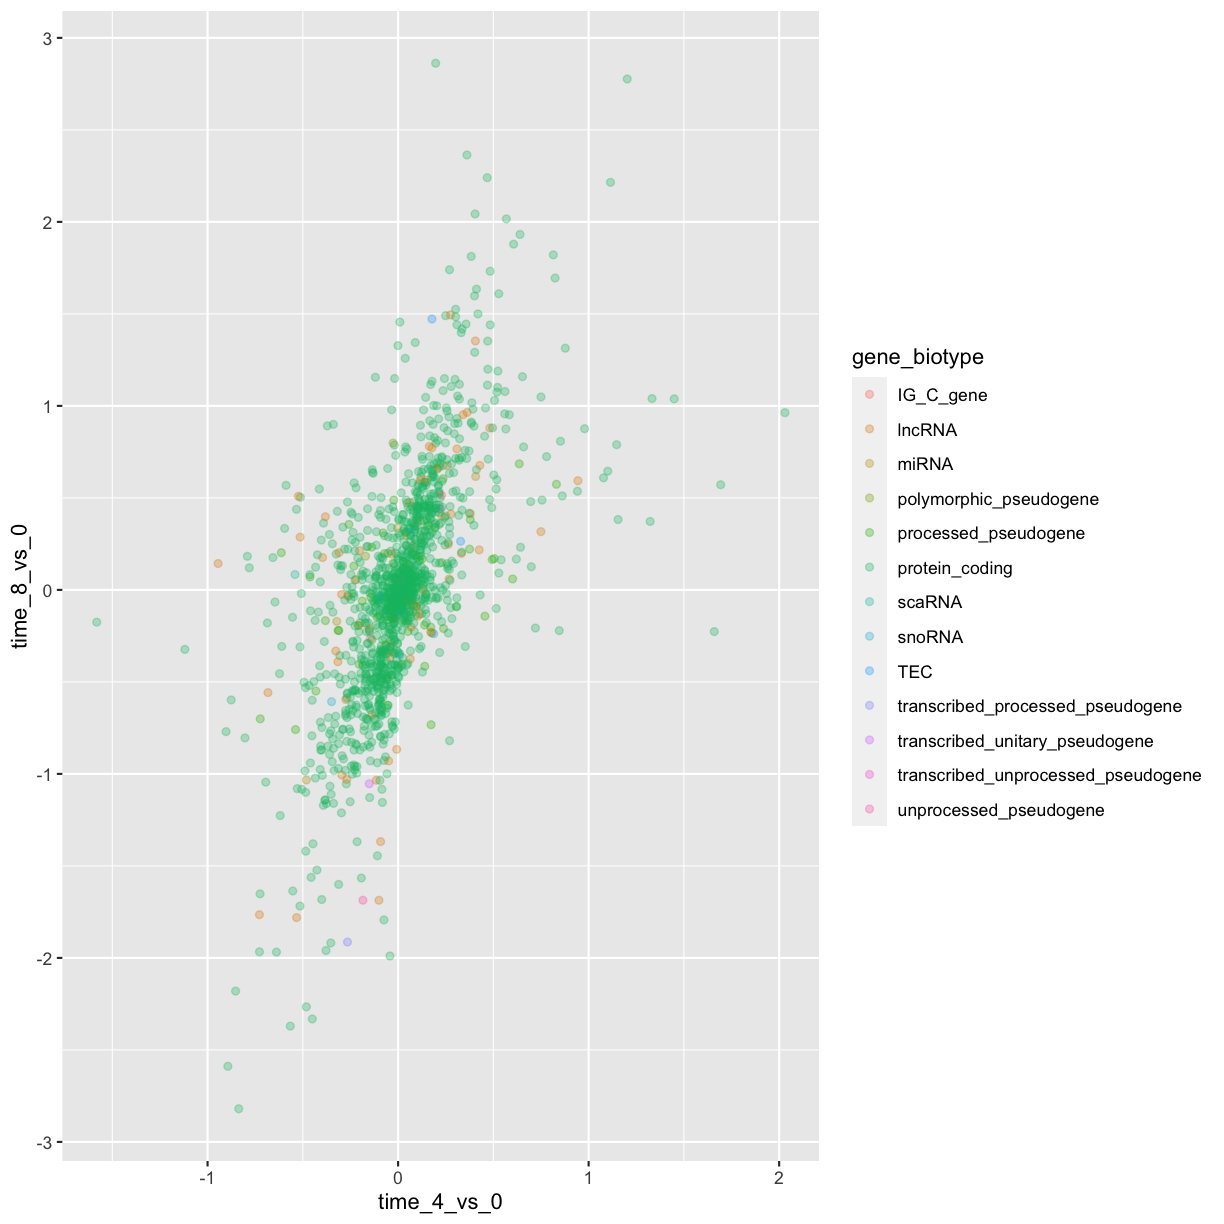 3
2
1
0
-1
-2
-3
time_8_vs_0
-1
0
1
2
time_4_vs_0
gene_biotype
IG_C_gene
lncRNA
miRNA
polymorphic_pseudogene
processed_pseudogene
protein_coding
scaRNA
snoRNA
TEC
transcribed_processed_pseudogene
transcribed_unitary_pseudogene
transcribed_unprocessed_pseudogene
unprocessed_pseudogene